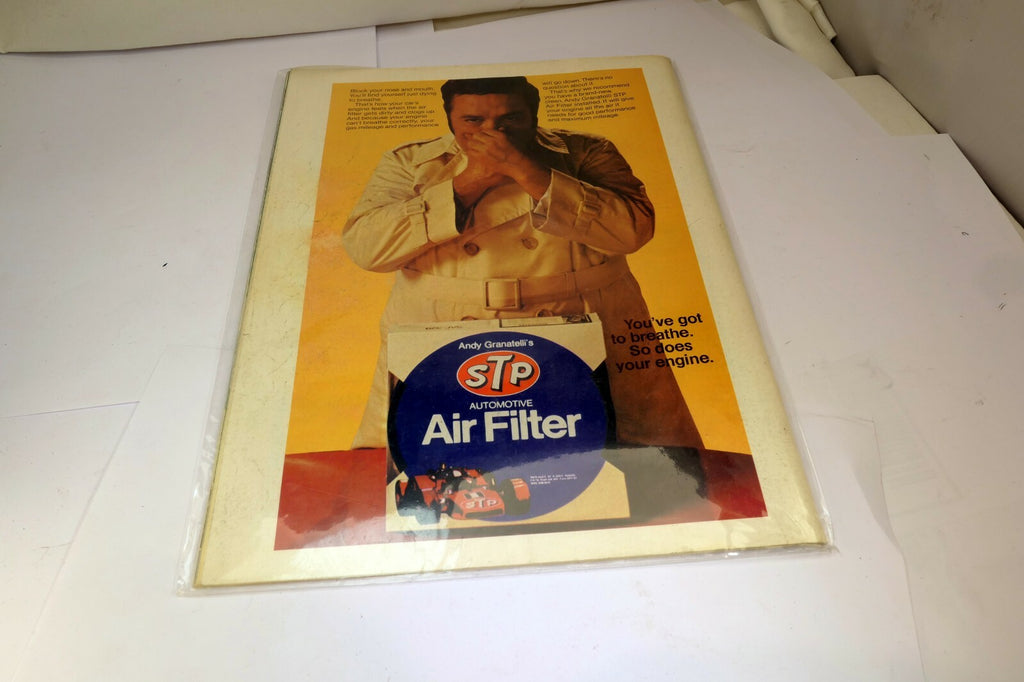 Block your nose and mouth.
You'll find yourself just dying
to breathe.
That's how your car's
engine feels when the air
filter gets dirty and clogs up.
And because your engine
can't breathe correctly, your
gas mileage and performance
will go down. There's no
question about it.
That's why we recommend
you have a brand-new,
clean, Andy Granatelli STP
Air Filter installed. It will give
your engine all the air it
needs for good performance
and maximum mileage.
You've got
to breathe.
So does
your engine.
Andy Granatelli's
STP
AUTOMOTIVE
Air Filter
STP